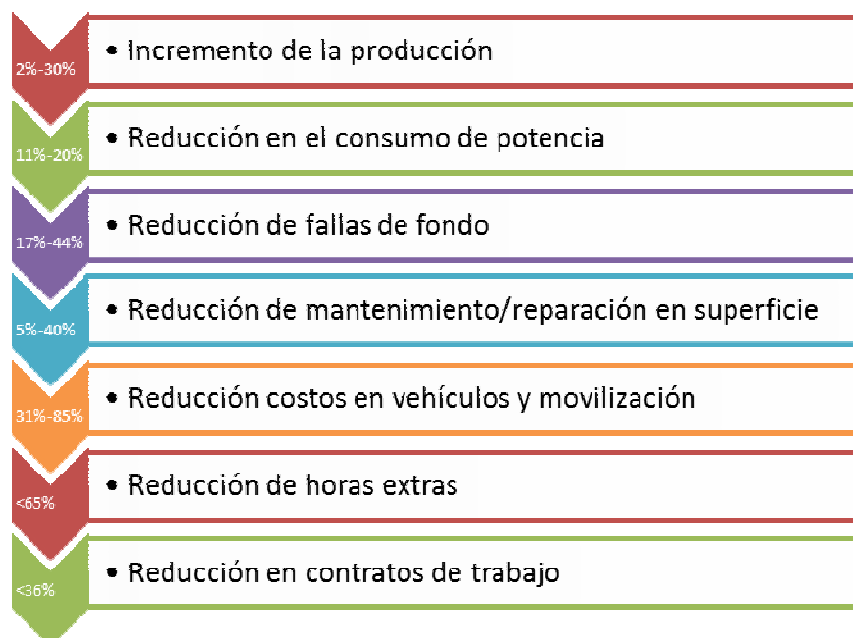 • Incremento de la producción
2%-30%
• Reducción en el consumo de potencia
11%-20%
• Reducción de fallas de fondo
17%-44%
• Reducción de mantenimiento/reparación en superficie
5%-40%
• Reducción costos en vehículos y movilización
31%-85%
• Reducción de horas extras
<65%
• Reducción en contratos de trabajo
<36%